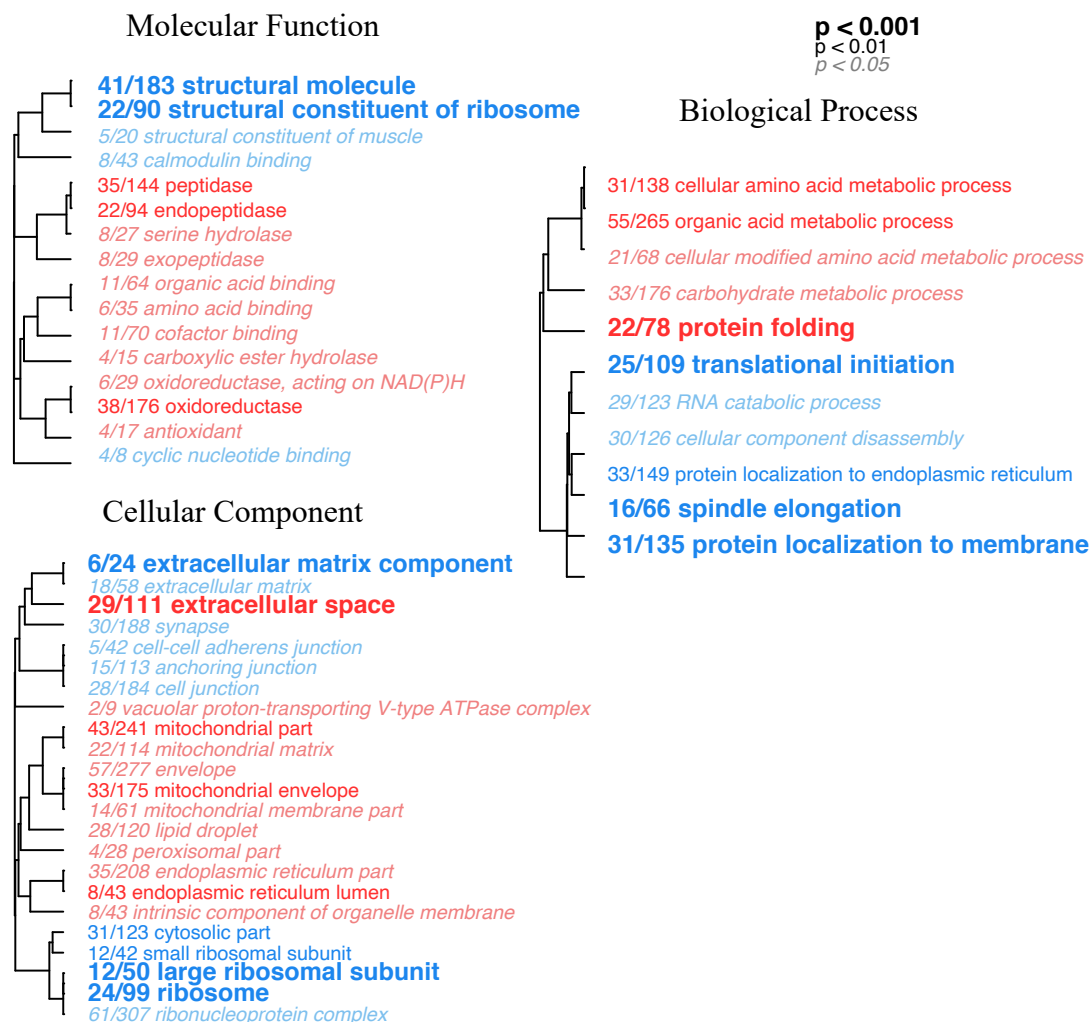 Molecular Function
41/183 structural molecule
22/90 structural constituent of ribosome
5/20 structural constituent of muscle
8/43 calmodulin binding
35/144 peptidase
22/94 endopeptidase
8/27 serine hydrolase
8/29 exopeptidase
11/64 organic acid binding
6/35 amino acid binding
11/70 cofactor binding
4/15 carboxylic ester hydrolase
6/29 oxidoreductase, acting on NAD(P)H
38/176 oxidoreductase
4/17 antioxidant
4/8 cyclic nucleotide binding
Cellular Component
6/24 extracellular matrix component
18/58 extracellular matrix
29/111 extracellular space
30/188 synapse
5/42 cell-cell adherens junction
15/113 anchoring junction
28/184 cell junction
2/9 vacuolar proton-transporting V-type ATPase complex
43/241 mitochondrial part
22/114 mitochondrial matrix
57/277 envelope
33/175 mitochondrial envelope
14/61 mitochondrial membrane part
28/120 lipid droplet
4/28 peroxisomal part
35/208 endoplasmic reticulum part
8/43 endoplasmic reticulum lumen
8/43 intrinsic component of organelle membrane
31/123 cytosolic part
12/42 small ribosomal subunit
12/50 large ribosomal subunit
24/99 ribosome
61/307 ribonucleoprotein complex
p < 0.001
p < 0.01
p < 0.05
Biological Process
31/138 cellular amino acid metabolic process
55/265 organic acid metabolic process
21/68 cellular modified amino acid metabolic process
33/176 carbohydrate metabolic process
22/78 protein folding
25/109 translational initiation
29/123 RNA catabolic process
30/126 cellular component disassembly
33/149 protein localization to endoplasmic reticulum
16/66 spindle elongation
31/135 protein localization to membrane